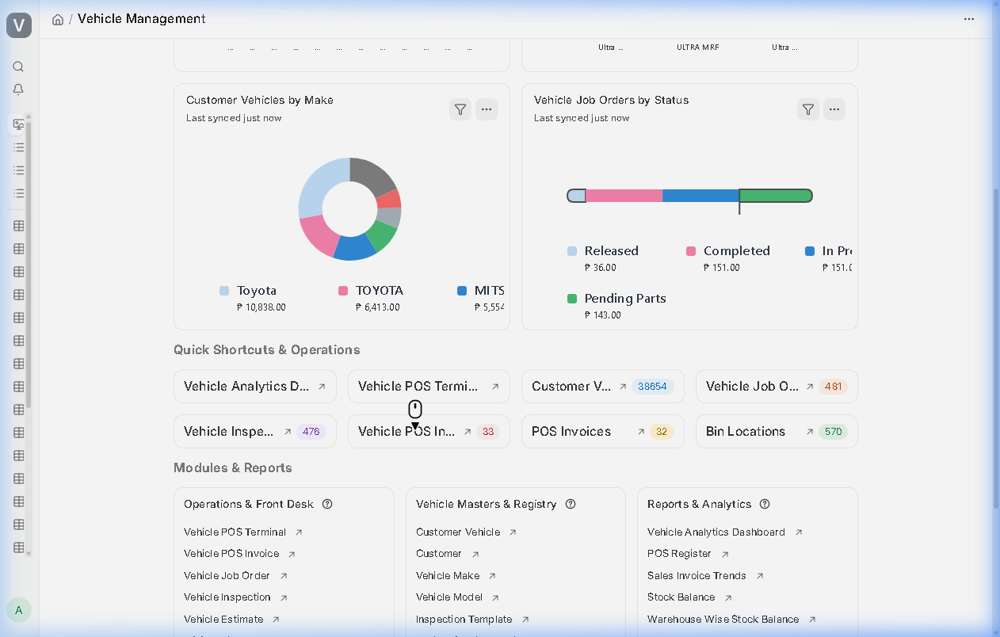 V
/ Vehicle Management
...
... ... ... ... ... ... ... ... ... ... ... ...
Ultra ... ULTRA MRF Ultra ...
Customer Vehicles by Make
Last synced just now
Toyota
₱ 10,838.00
TOYOTA
₱ 6,413.00
MITS
₱ 5,554
Vehicle Job Orders by Status
Last synced just now
Released
₱ 36.00
Completed
₱ 151.00
In Pr
₱ 151.0
Pending Parts
₱ 143.00
Quick Shortcuts & Operations
Vehicle Analytics D...
Vehicle POS Termi...
Customer V... 38654
Vehicle Job O... 481
Vehicle Inspe... 476
Vehicle POS In... 33
POS Invoices 32
Bin Locations 570
Modules & Reports
Operations & Front Desk
Vehicle POS Terminal
Vehicle POS Invoice
Vehicle Job Order
Vehicle Inspection
Vehicle Estimate
Vehicle Masters & Registry
Customer Vehicle
Customer
Vehicle Make
Vehicle Model
Inspection Template
Reports & Analytics
Vehicle Analytics Dashboard
POS Register
Sales Invoice Trends
Stock Balance
Warehouse Wise Stock Balance
A